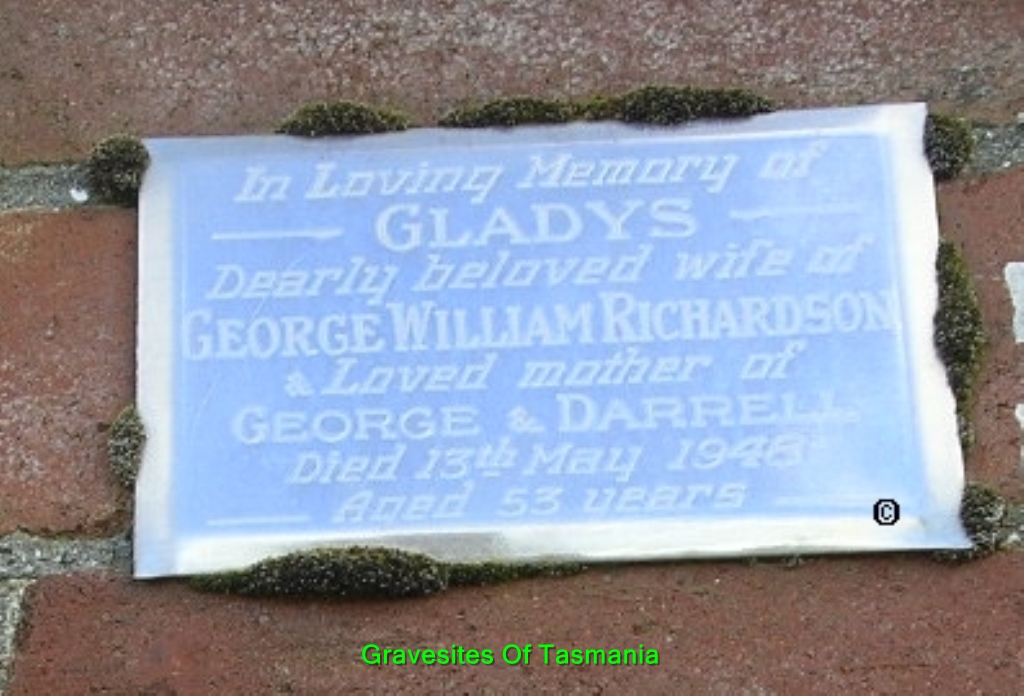 In Loving Memory of
GLADYS
Dearly beloved wife of
GEORGE WILLIAM RICHARDSON
& Loved mother of
GEORGE & DARRELL
Died 13th May 1948
Aged 53 years
©
Gravesites Of Tasmania